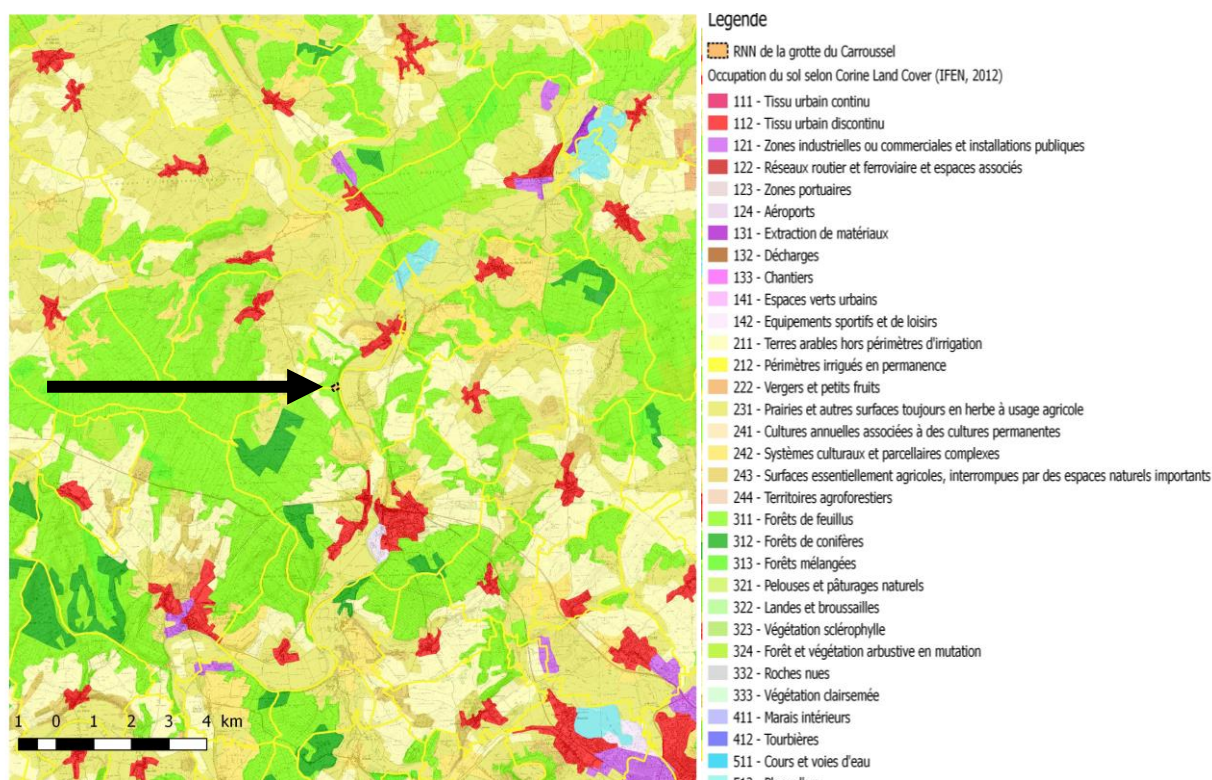 Legende
RNN de la grotte du Carroussel
Occupation du sol selon Corine Land Cover (IFEN, 2012)
111 - Tissu urbain continu
112 - Tissu urbain discontinu
121 - Zones industrielles ou commerciales et installations publiques
122 - Réseaux routier et ferroviaire et espaces associés
123 - Zones portuaires
124 - Aéroports
131 - Extraction de matériaux
132 - Décharges
133 - Chantiers
141 - Espaces verts urbains
142 - Equipements sportifs et de loisirs
211 - Terres arables hors périmètres d'irrigation
212 - Périmètres irrigués en permanence
222 - Vergers et petits fruits
231 - Prairies et autres surfaces toujours en herbe à usage agricole
241 - Cultures annuelles associées à des cultures permanentes
242 - Systèmes culturaux et parcellaires complexes
243 - Surfaces essentiellement agricoles, interrompues par des espaces naturels importants
244 - Territoires agroforestiers
311 - Forêts de feuillus
312 - Forêts de conifères
313 - Forêts mélangées
321 - Pelouses et pâturages naturels
322 - Landes et broussailles
323 - Végétation sclérophylle
324 - Forêt et végétation arbustive en mutation
332 - Roches nues
333 - Végétation clairsemée
411 - Marais intérieurs
412 - Tourbières
511 - Cours et voies d'eau
1 0 1 2 3 4 km